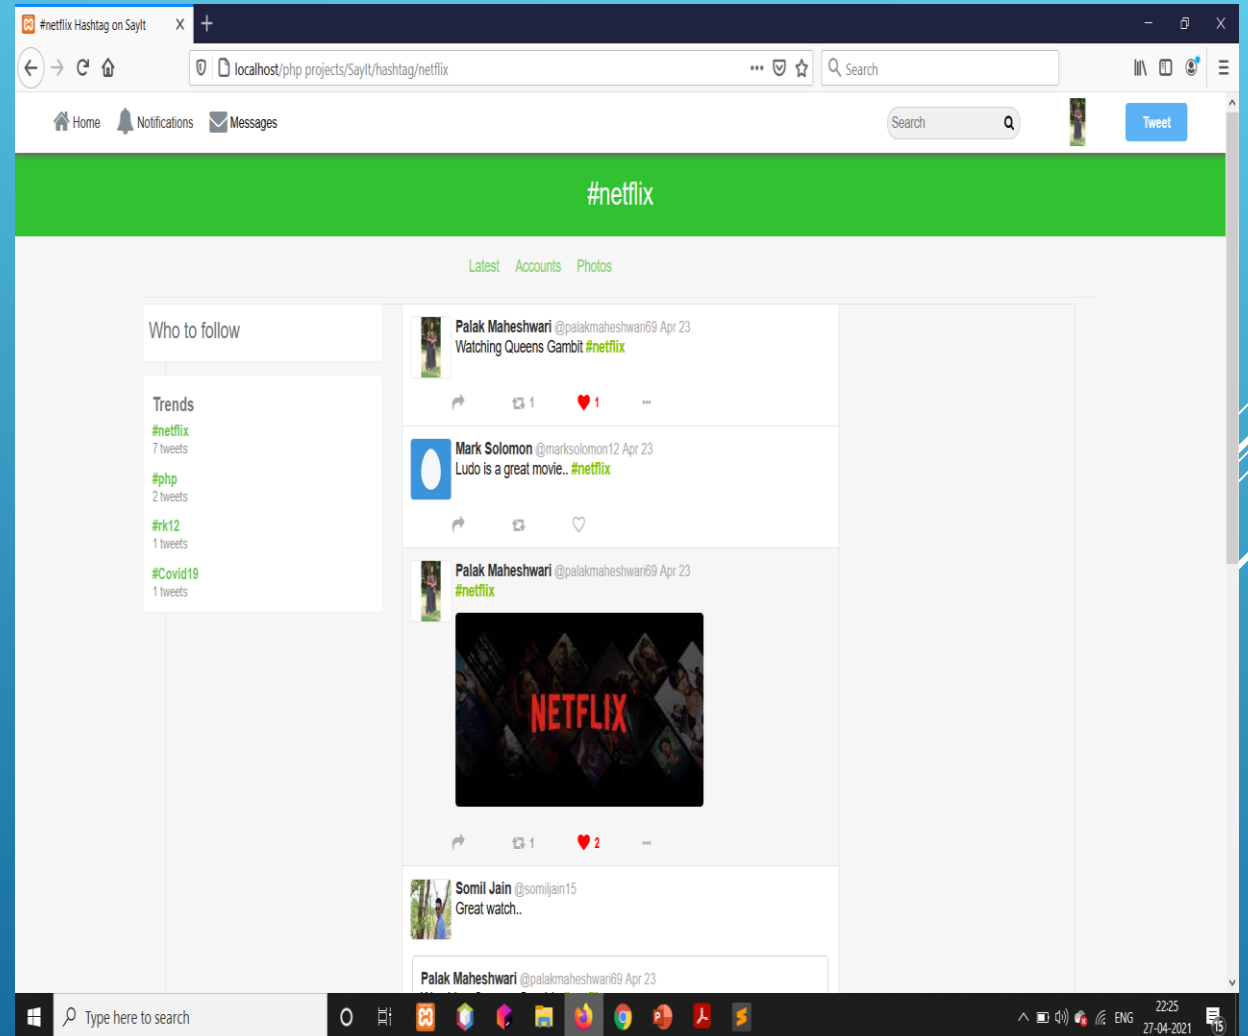 #netflix Hashtag on SayIt X +
localhost/php projects/SayIt/hashtag/netflix
Search
Home Notifications Messages
Search
Tweet
#netflix
Latest Accounts Photos
Who to follow
Trends
#netflix
7 tweets
#php
2 tweets
#rk12
1 tweets
#Covid19
1 tweets
Palak Maheshwari @palakmaheshwari69 Apr 23
Watching Queens Gambit #netflix
1 1
Mark Solomon @marksolomon12 Apr 23
Ludo is a great movie.. #netflix
Palak Maheshwari @palakmaheshwari69 Apr 23
#netflix
NETFLIX
1 2
Somil Jain @somiljain15
Great watch..
Palak Maheshwari @palakmaheshwari69 Apr 23
Type here to search
ENG
22:25
27-04-2021
15